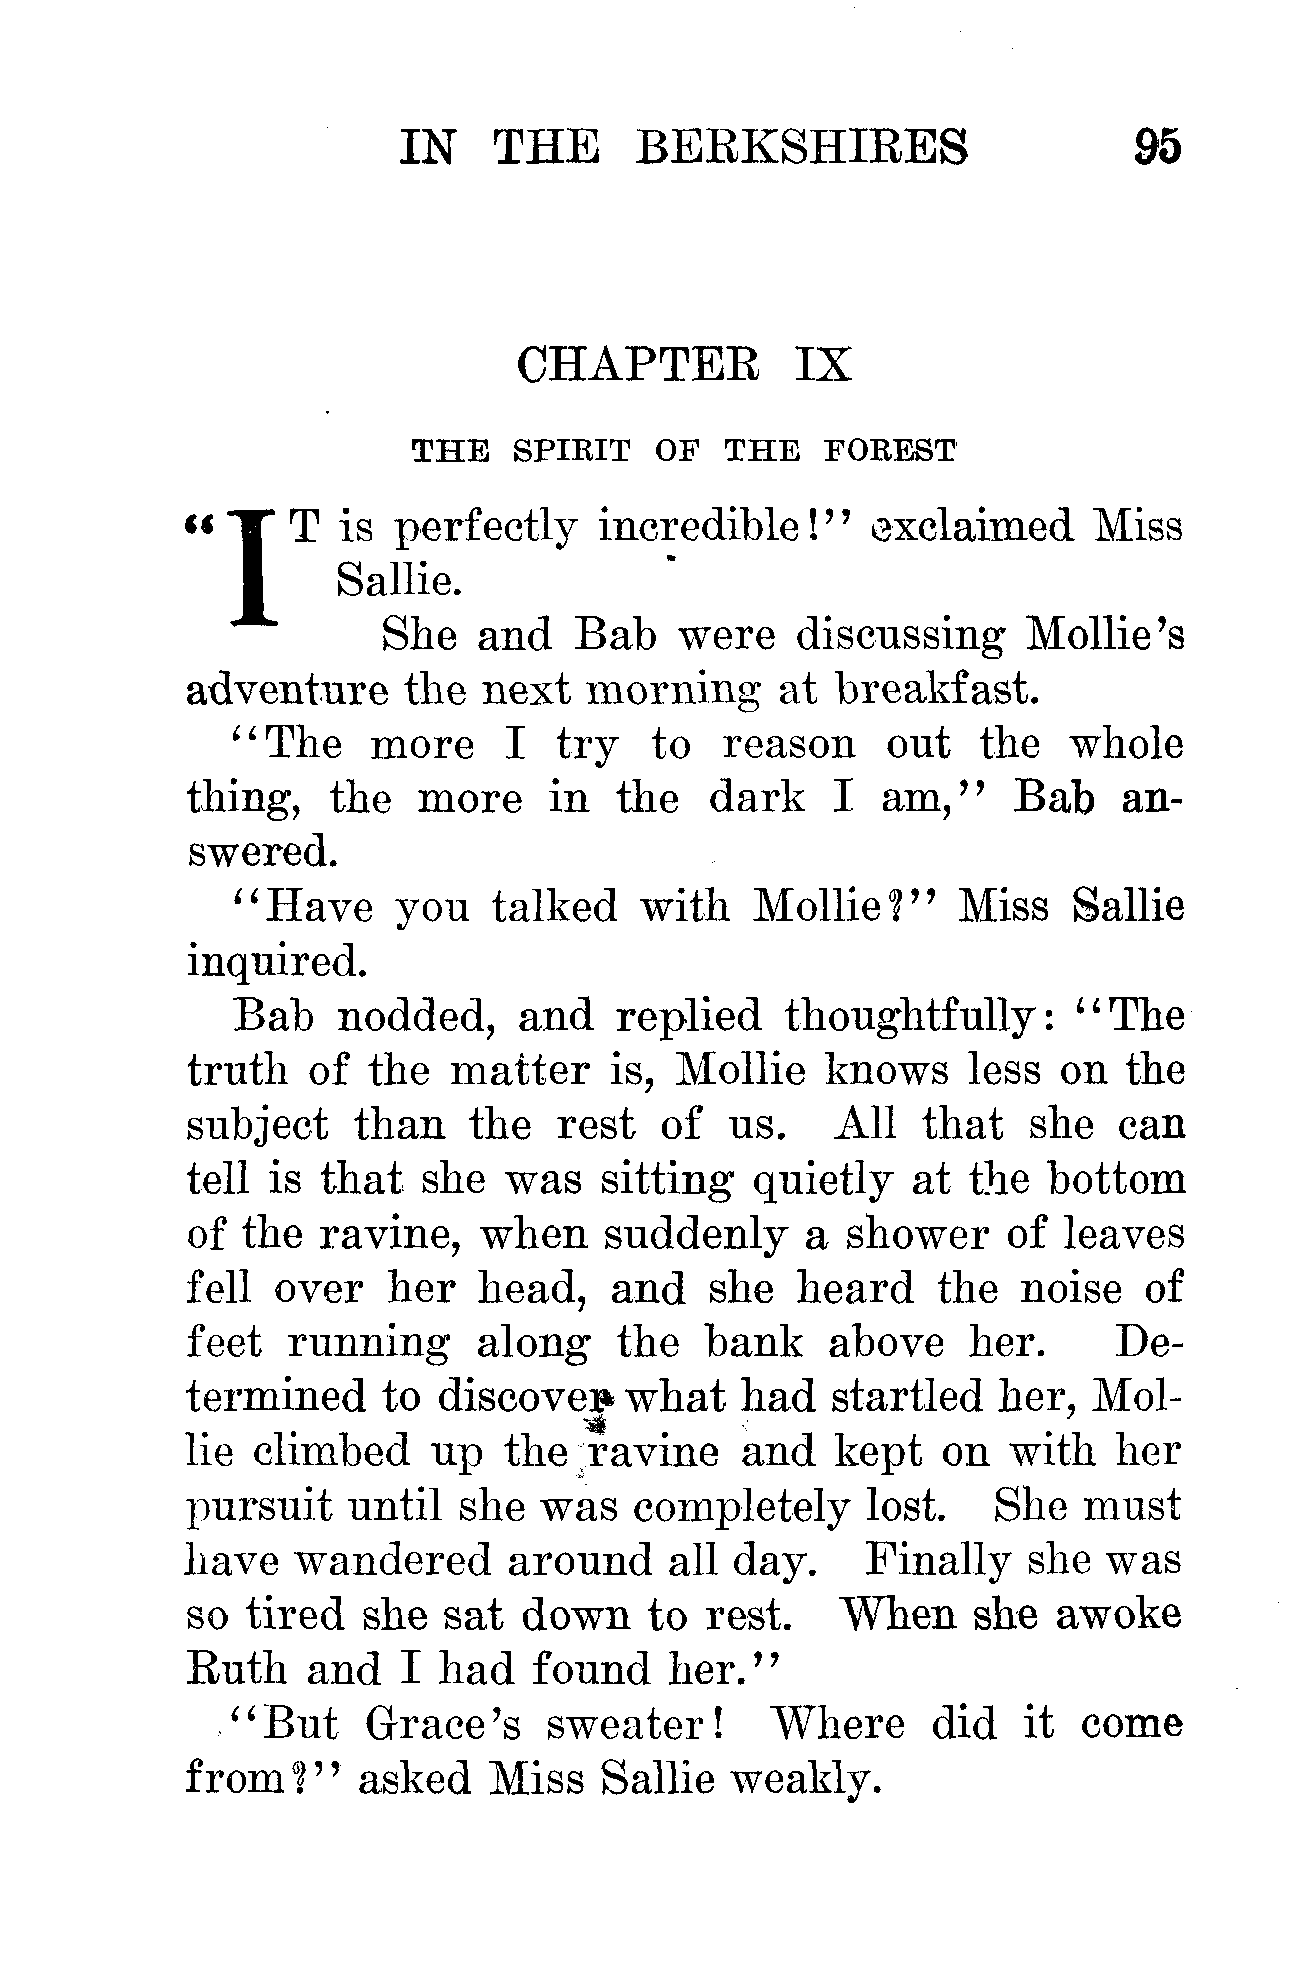 IN THE BERKSHIRES 95
CHAPTER IX
THE SPIRIT OF THE FOREST
“IT is perfectly incredible!” exclaimed Miss
Sallie.
She and Bab were discussing Mollie’s
adventure the next morning at breakfast.
“The more I try to reason out the whole
thing, the more in the dark I am,” Bab an-
swered.
“Have you talked with Mollie?” Miss Sallie
inquired.
Bab nodded, and replied thoughtfully: “The
truth of the matter is, Mollie knows less on the
subject than the rest of us. All that she can
tell is that she was sitting quietly at the bottom
of the ravine, when suddenly a shower of leaves
fell over her head, and she heard the noise of
feet running along the bank above her. De-
termined to discover what had startled her, Mol-
lie climbed up the ravine and kept on with her
pursuit until she was completely lost. She must
have wandered around all day. Finally she was
so tired she sat down to rest. When she awoke
Ruth and I had found her.”
“But Grace’s sweater! Where did it come
from?” asked Miss Sallie weakly.